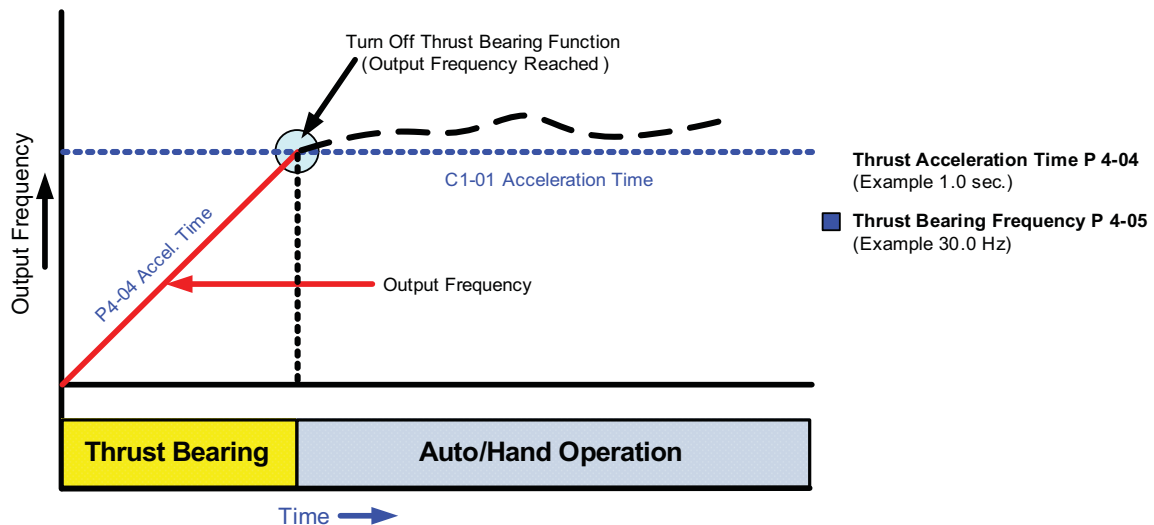 Turn Off Thrust Bearing Function
(Output Frequency Reached )
Output Frequency
P4-04 Accel. Time
C1-01 Acceleration Time
Output Frequency
Thrust Acceleration Time P 4-04
(Example 1.0 sec.)
Thrust Bearing Frequency P 4-05
(Example 30.0 Hz)
Thrust Bearing
Auto/Hand Operation
Time